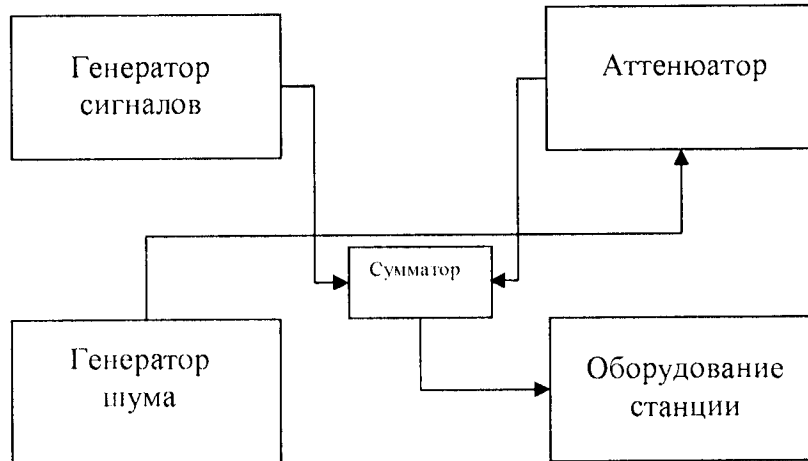 Генератор
сигналов
Аттенюатор
Сумматор
Генератор
шума
Оборудование
станции